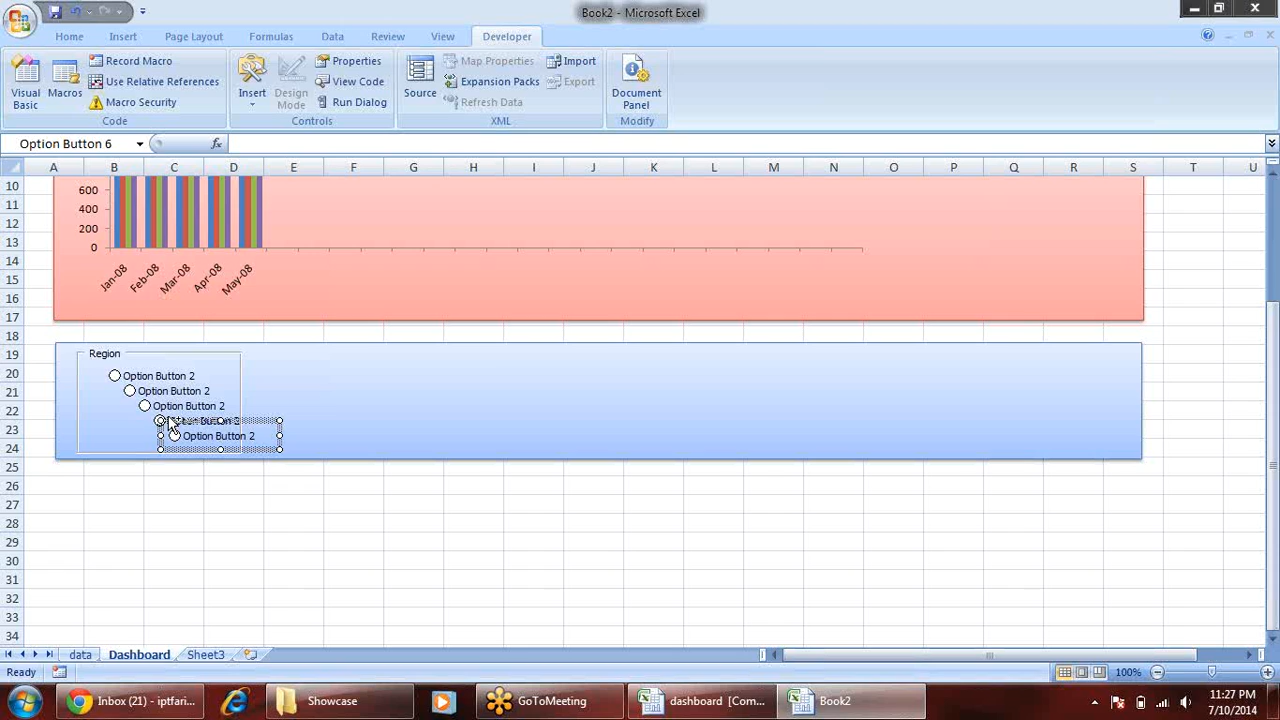 Book2 - Microsoft Excel
Home Insert Page Layout Formulas Data Review View Developer
Visual Basic
Macros
Record Macro
Use Relative References
Macro Security
Code
Insert
Design Mode
Properties
View Code
Run Dialog
Controls
Source
Map Properties
Expansion Packs
Refresh Data
Import
Export
XML
Document Panel
Modify
Option Button 6
fx
A B C D E F G H I J K L M N O P Q R S T U
10
11
12
13
14
15
16
17
18
19
20
21
22
23
24
25
26
27
28
29
30
31
32
33
34
600
400
200
0
Jan-08 Feb-08 Mar-08 Apr-08 May-08
Region
Option Button 2
Option Button 2
Option Button 2
Option Button 2
data Dashboard Sheet3
Ready
100%
Inbox (21) - iptfari...
Showcase
GoToMeeting
dashboard [Com...
Book2
11:27 PM
7/10/2014